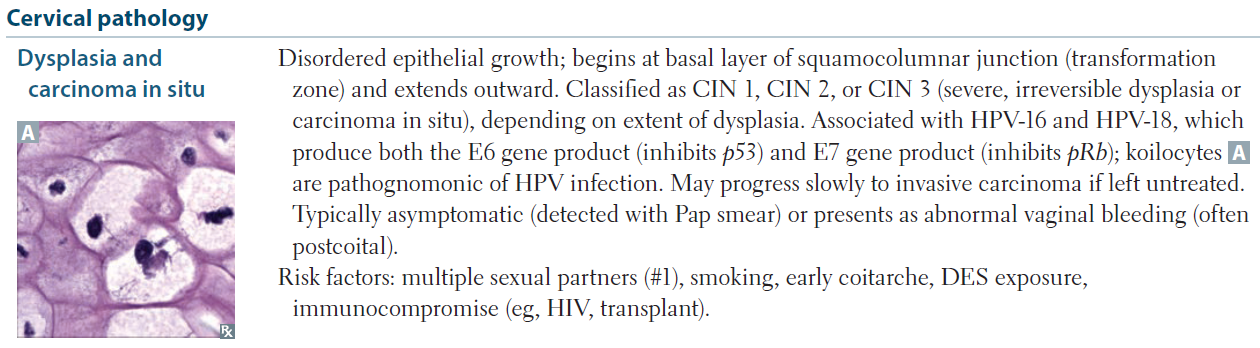 Cervical pathology
Dysplasia and
carcinoma in situ
A
Disordered epithelial growth; begins at basal layer of squamocolumnar junction (transformation
zone) and extends outward. Classified as CIN 1, CIN 2, or CIN 3 (severe, irreversible dysplasia or
carcinoma in situ), depending on extent of dysplasia. Associated with HPV-16 and HPV-18, which
produce both the E6 gene product (inhibits p53) and E7 gene product (inhibits pRb); koilocytes A
are pathognomonic of HPV infection. May progress slowly to invasive carcinoma if left untreated.
Typically asymptomatic (detected with Pap smear) or presents as abnormal vaginal bleeding (often
postcoital).
Risk factors: multiple sexual partners (#1), smoking, early coitarche, DES exposure,
immunocompromise (eg, HIV, transplant).
Rx